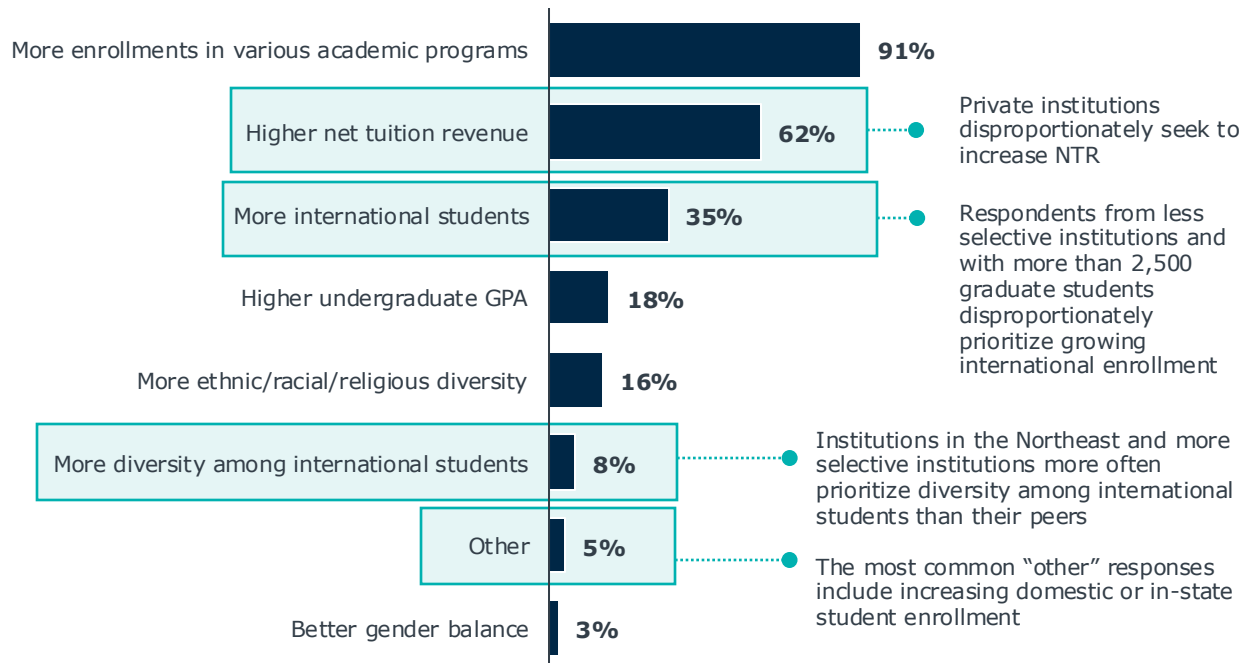 More enrollments in various academic programs
91%
Higher net tuition revenue
62%
Private institutions
disproportionately seek to
increase NTR
More international students
35%
Respondents from less
selective institutions and
with more than 2,500
graduate students
disproportionately
prioritize growing
international enrollment
Higher undergraduate GPA
18%
More ethnic/racial/religious diversity
16%
More diversity among international students
8%
Institutions in the Northeast and more
selective institutions more often
prioritize diversity among international
students than their peers
Other
5%
The most common “other” responses
include increasing domestic or in-state
student enrollment
Better gender balance
3%